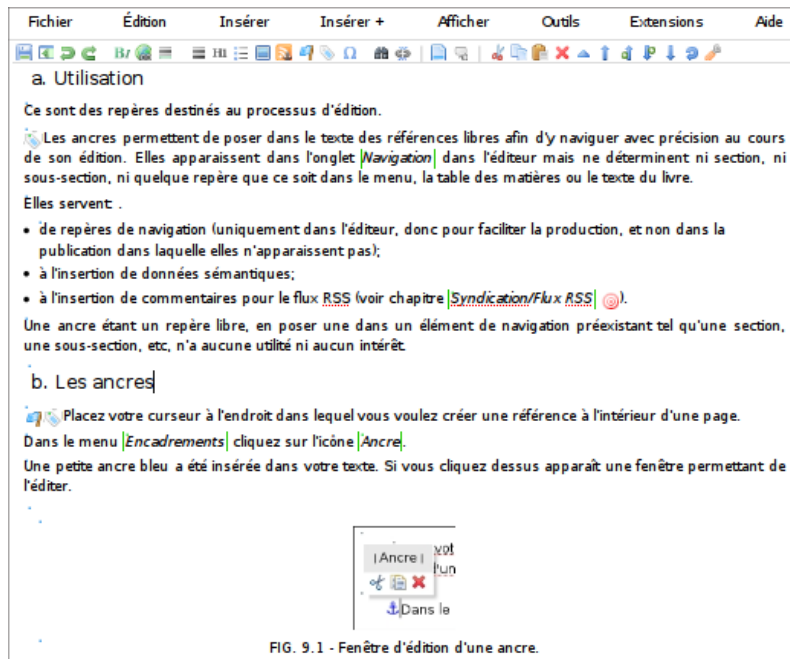 Fichier Édition Insérer Insérer + Afficher Outils Extensions Aide
B/ H1 Ω
a. Utilisation
Ce sont des repères destinés au processus d'édition.
Les ancres permettent de poser dans le texte des références libres afin d'y naviguer avec précision au cours
de son édition. Elles apparaissent dans l'onglet |Navigation| dans l'éditeur mais ne déterminent ni section, ni
sous-section, ni quelque repère que ce soit dans le menu, la table des matières ou le texte du livre.
Elles servent: .
• de repères de navigation (uniquement dans l'éditeur, donc pour faciliter la production, et non dans la
publication dans laquelle elles n'apparaissent pas);
• à l'insertion de données sémantiques;
• à l'insertion de commentaires pour le flux RSS (voir chapitre |Syndication/Flux RSS| ).
Une ancre étant un repère libre, en poser une dans un élément de navigation préexistant tel qu'une section,
une sous-section, etc, n'a aucune utilité ni aucun intérêt.
b. Les ancres
Placez votre curseur à l'endroit dans lequel vous voulez créer une référence à l'intérieur d'une page.
Dans le menu |Encadrements| cliquez sur l'icône |Ancre|.
Une petite ancre bleu a été insérée dans votre texte. Si vous cliquez dessus apparaît une fenêtre permettant de
l'éditer.
vot
|Ancre|
l'un
Dans le
FIG. 9.1 - Fenêtre d'édition d'une ancre.